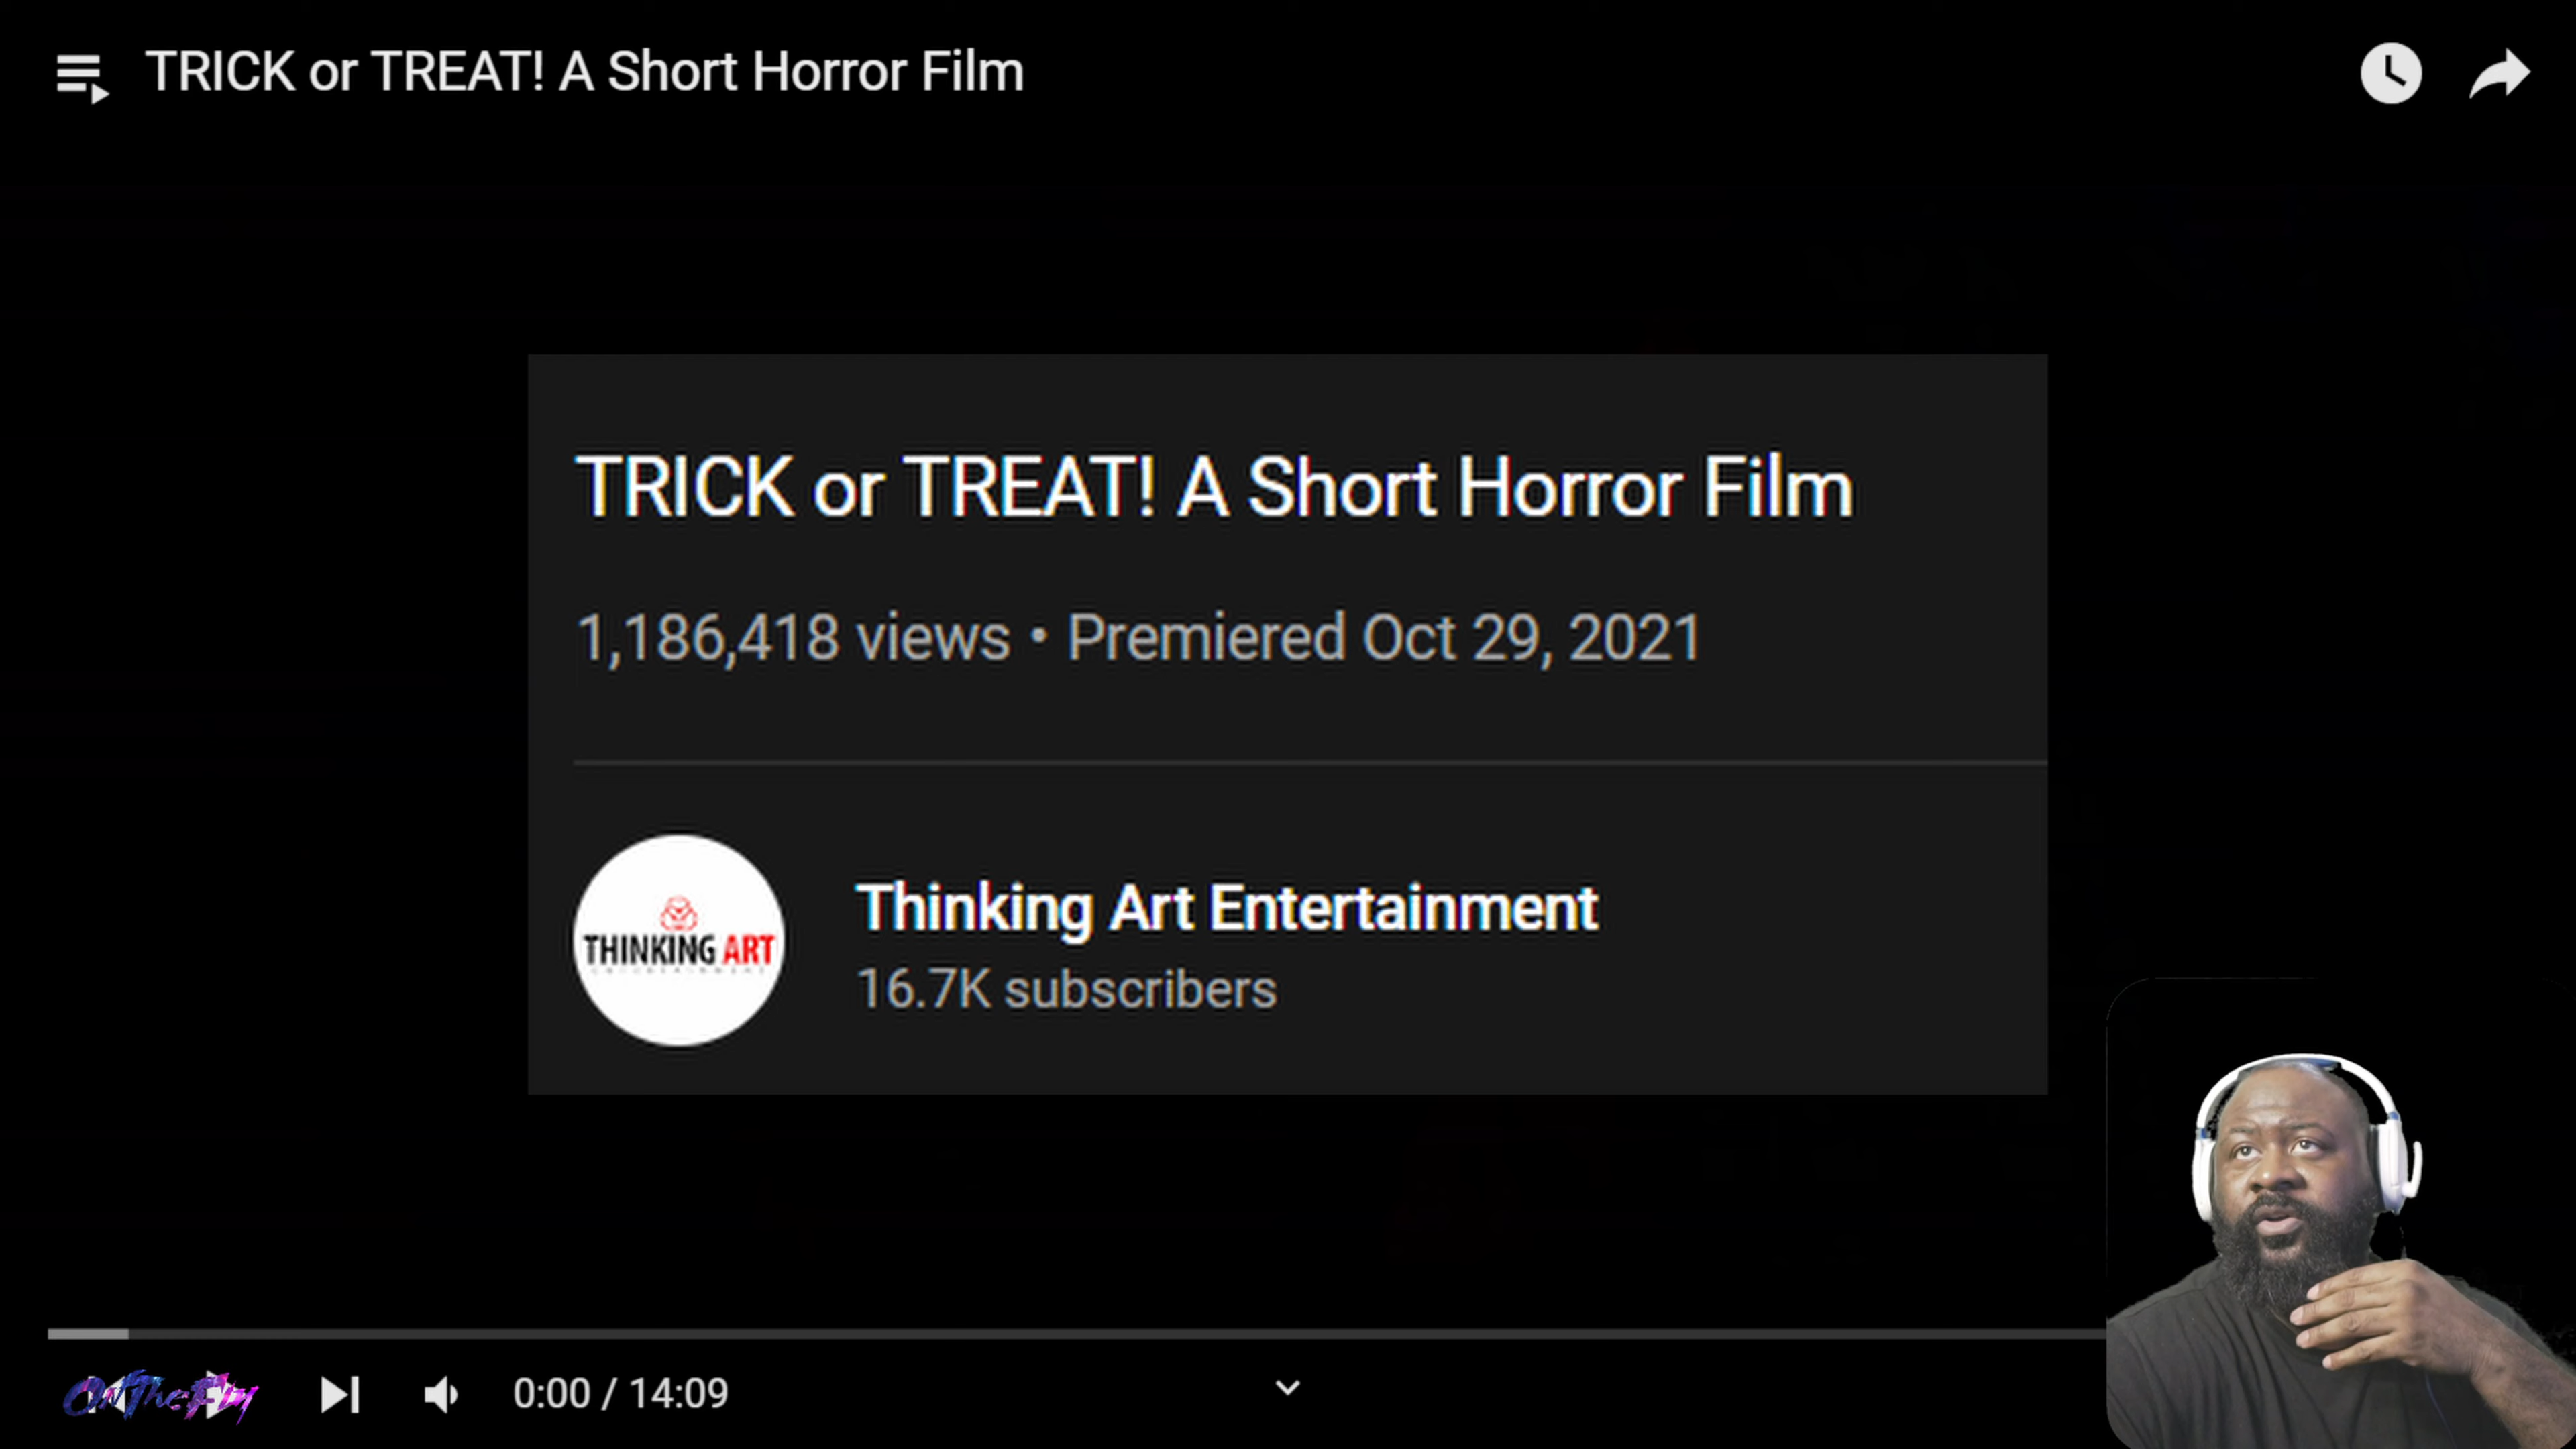 TRICK or TREAT! A Short Horror Film
TRICK or TREAT! A Short Horror Film
1,186,418 views • Premiered Oct 29, 2021
THINKING ART
Thinking Art Entertainment
16.7K subscribers
OnTheFly
0:00 / 14:09